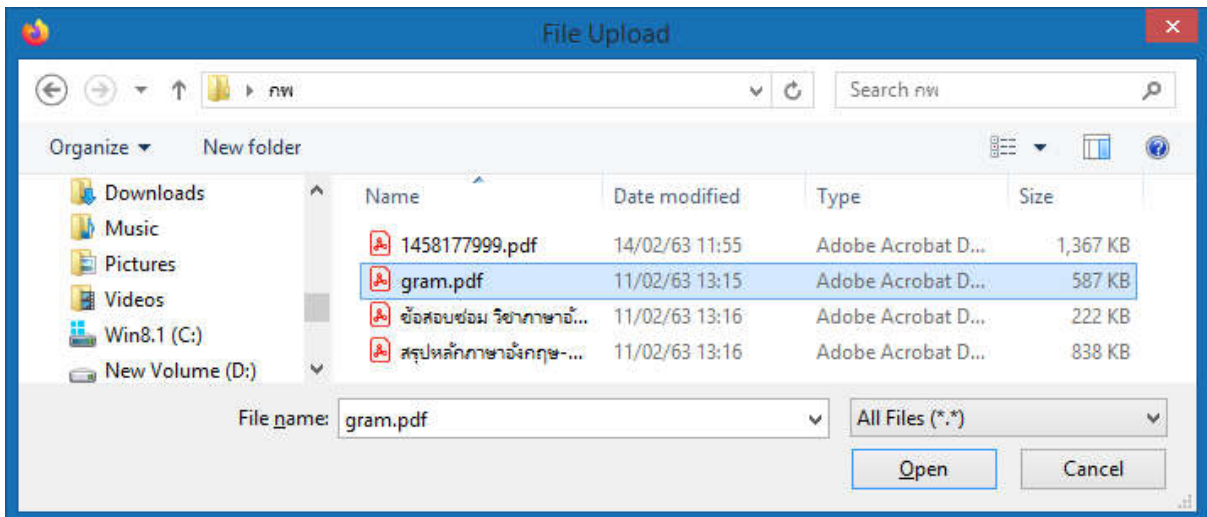 File Upload
กพ
Search กพ
Organize
New folder
Downloads
Music
Pictures
Videos
Win8.1 (C:)
New Volume (D:)
Name Date modified Type Size
1458177999.pdf 14/02/63 11:55 Adobe Acrobat D... 1,367 KB
gram.pdf 11/02/63 13:15 Adobe Acrobat D... 587 KB
ข้อสอบซ่อม วิชาภาษาอั... 11/02/63 13:16 Adobe Acrobat D... 222 KB
สรุปหลักภาษาอังกฤษ-... 11/02/63 13:16 Adobe Acrobat D... 838 KB
File name: gram.pdf
All Files (*.*)
Open Cancel